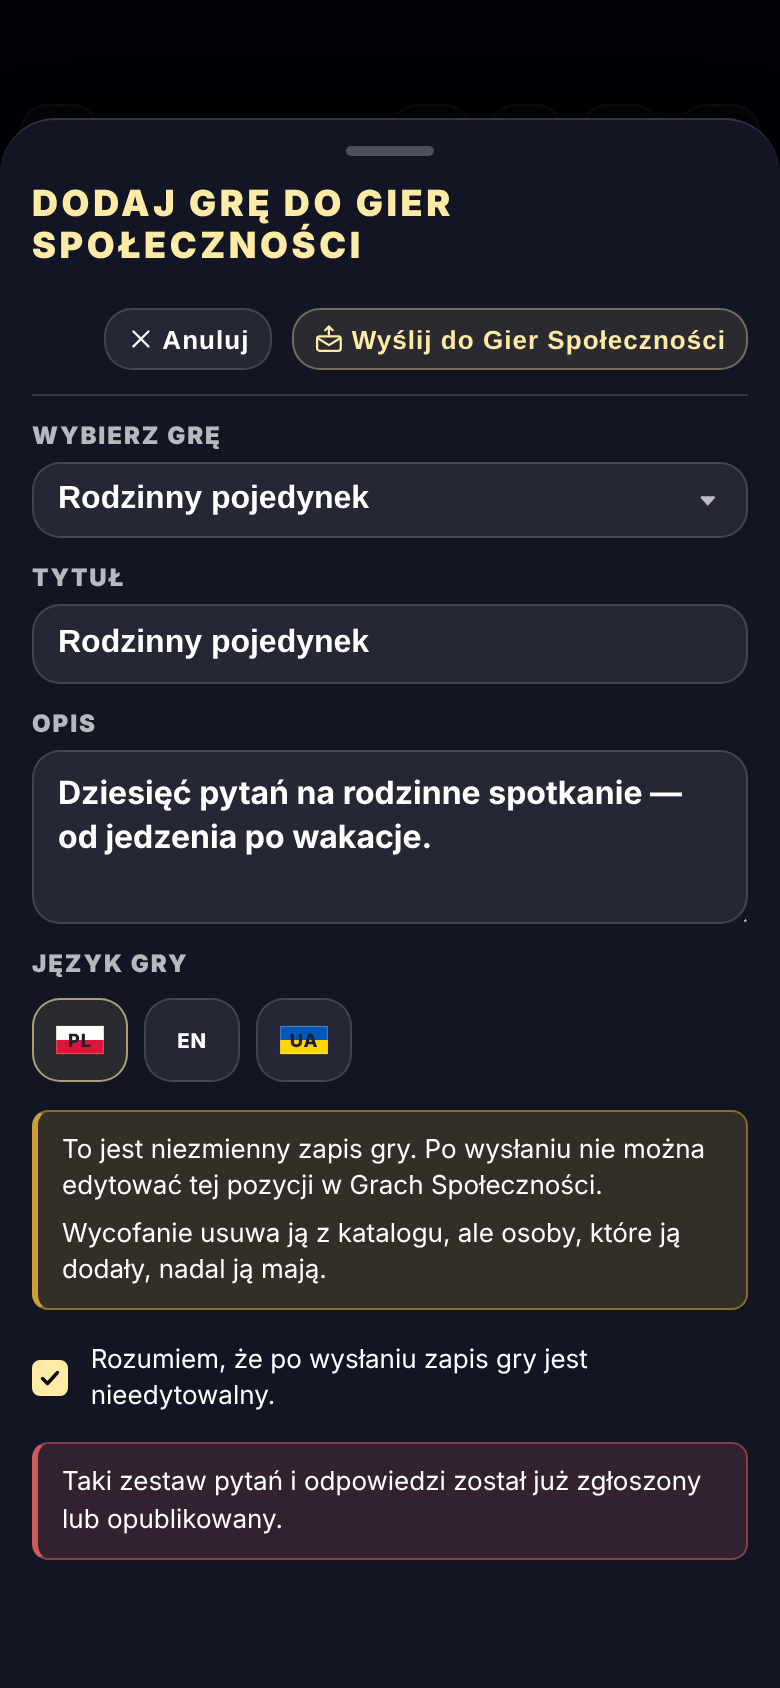 DODAJ GRĘ DO GIER
SPOŁECZNOŚCI
Anuluj
Wyślij do Gier Społeczności
WYBIERZ GRĘ
Rodzinny pojedynek
TYTUŁ
Rodzinny pojedynek
OPIS
Dziesięć pytań na rodzinne spotkanie —
od jedzenia po wakacje.
JĘZYK GRY
PL
EN
UA
To jest niezmienny zapis gry. Po wysłaniu nie można
edytować tej pozycji w Grach Społeczności.
Wycofanie usuwa ją z katalogu, ale osoby, które ją
dodały, nadal ją mają.
Rozumiem, że po wysłaniu zapis gry jest
nieedytowalny.
Taki zestaw pytań i odpowiedzi został już zgłoszony
lub opublikowany.